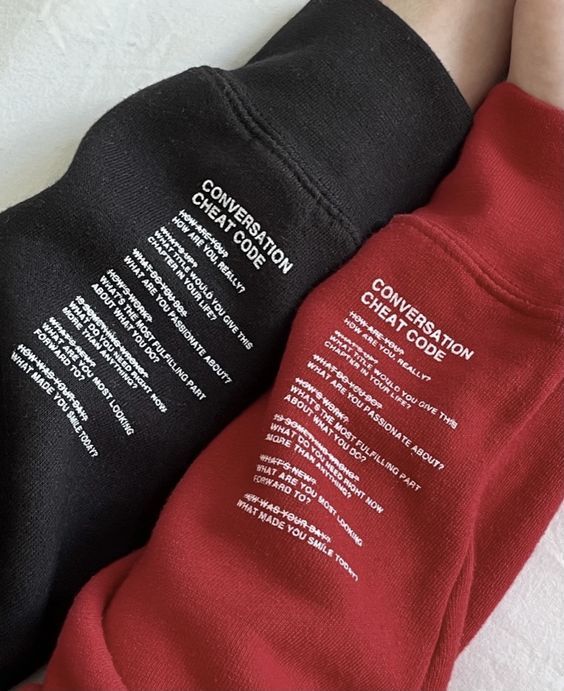 CONVERSATION
CHEAT CODE
HOW ARE YOU?
HOW ARE YOU, REALLY?
WHAT'S UP?
WHAT TITLE WOULD YOU GIVE THIS
CHAPTER IN YOUR LIFE?
WHAT DO YOU DO?
WHAT ARE YOU PASSIONATE ABOUT?
HOW'S WORK?
WHAT'S THE MOST FULFILLING PART
ABOUT WHAT YOU DO?
IS SOMETHING WRONG?
WHAT DO YOU NEED RIGHT NOW
MORE THAN ANYTHING?
WHAT'S NEW?
WHAT ARE YOU MOST LOOKING
FORWARD TO?
HOW WAS YOUR DAY?
WHAT MADE YOU SMILE TODAY?
CONVERSATION
CHEAT CODE
HOW ARE YOU?
HOW ARE YOU, REALLY?
WHAT'S UP?
WHAT TITLE WOULD YOU GIVE THIS
CHAPTER IN YOUR LIFE?
WHAT DO YOU DO?
WHAT ARE YOU PASSIONATE ABOUT?
HOW'S WORK?
WHAT'S THE MOST FULFILLING PART
ABOUT WHAT YOU DO?
IS SOMETHING WRONG?
WHAT DO YOU NEED RIGHT NOW
MORE THAN ANYTHING?
WHAT'S NEW?
WHAT ARE YOU MOST LOOKING
FORWARD TO?
HOW WAS YOUR DAY?
WHAT MADE YOU SMILE TODAY?